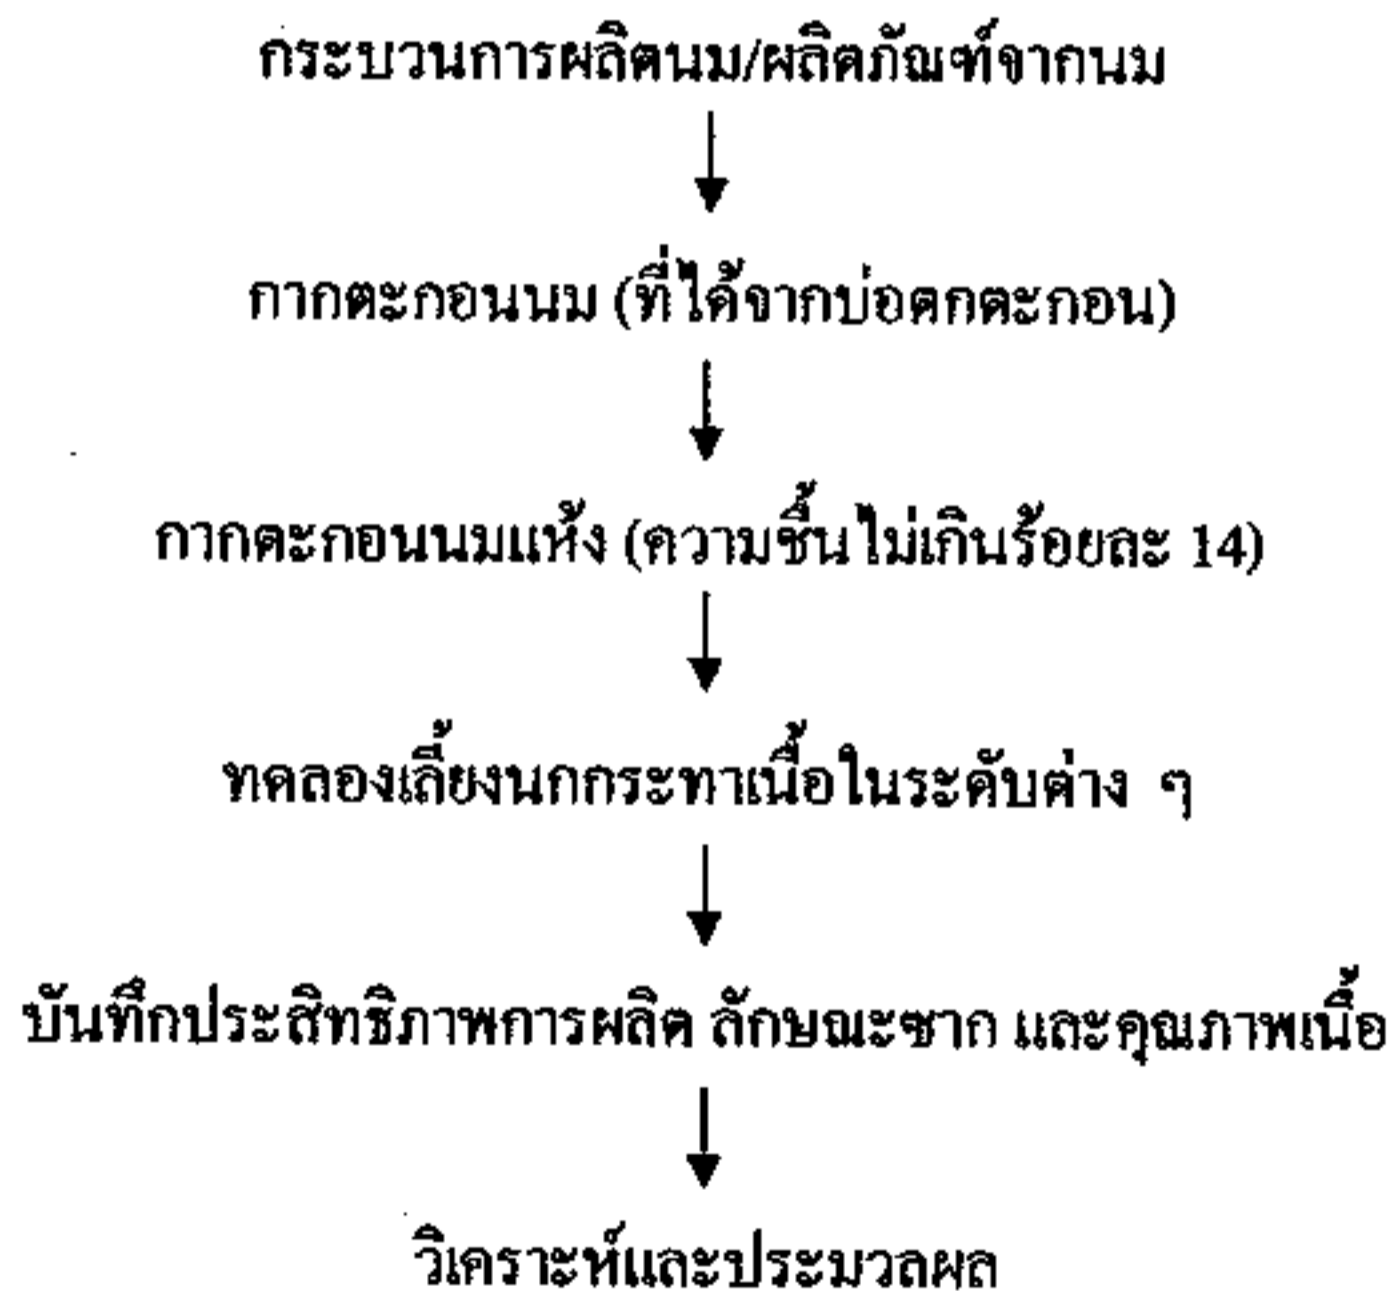 กระบวนการผลิตนม/ผลิตภัณฑ์จากนม
กากตะกอนนม (ที่ได้จากบ่อตกตะกอน)
กากตะกอนนมแห้ง (ความชื้นไม่เกินร้อยละ 14)
ทดลองเลี้ยงนกกระทาเนื้อในระดับต่าง ๆ
บันทึกประสิทธิภาพการผลิต ลักษณะซาก และคุณภาพเนื้อ
วิเคราะห์และประมวลผล